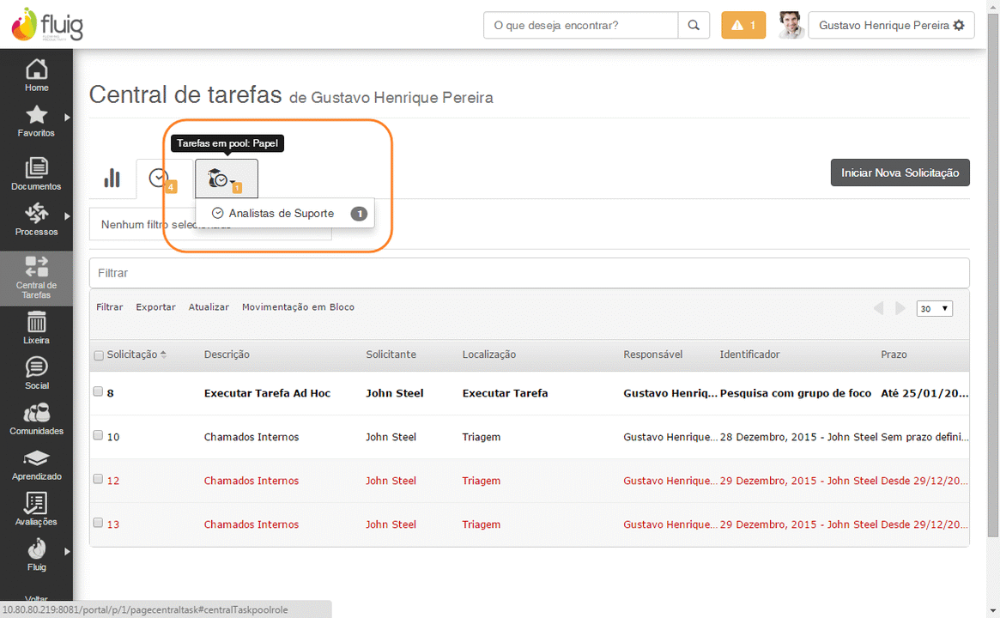 fluig
O que deseja encontrar?
1
Gustavo Henrique Pereira
Home
Favoritos
Documentos
Processos
Central de
Tarefas
Lixeira
Social
Comunidades
Aprendizado
Avaliações
Fluig
Voltar
Central de tarefas de Gustavo Henrique Pereira
Tarefas em pool: Papel
4
1
Iniciar Nova Solicitação
Analistas de Suporte 1
Nenhum filtro
Filtrar
Filtrar Exportar Atualizar Movimentação em Bloco 30
Solicitação Descrição Solicitante Localização Responsável Identificador Prazo
8 Executar Tarefa Ad Hoc John Steel Executar Tarefa Gustavo Henriq... Pesquisa com grupo de foco Até 25/01/20...
10 Chamados Internos John Steel Triagem Gustavo Henrique... 28 Dezembro, 2015 - John Steel Sem prazo defini...
12 Chamados Internos John Steel Triagem Gustavo Henrique... 29 Dezembro, 2015 - John Steel Desde 29/12/20...
13 Chamados Internos John Steel Triagem Gustavo Henrique... 29 Dezembro, 2015 - John Steel Desde 29/12/20...
10.80.80.219:8081/portal/p/1/pagecentraltask#centralTaskpoolrole